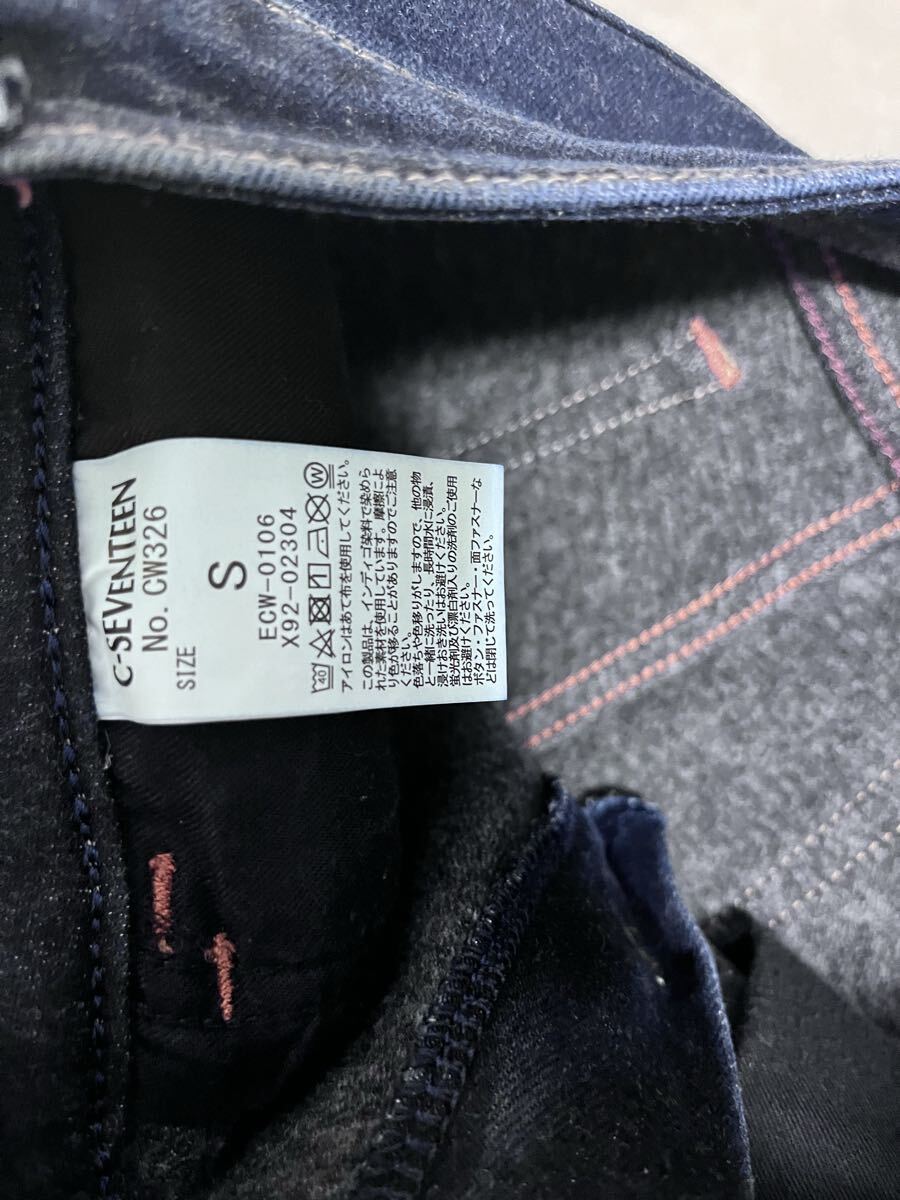 C-SEVENTEEN
No. CW326
SIZE
S
ECW-0106
X92-02304
40
アイロンはあて布を使用してください。
この製品は、インディゴ染料で染めら
れた素材を使用しています。摩擦によ
り色が移ることがありますのでご注意
ください。
色落ちや色移りがしますので、他の物
と一緒に洗ったり、長時間水に浸漬、
浸けおき洗いはお避けください。
蛍光剤及び漂白剤入りの洗剤のご使用
はお避けください。
ボタン・ファスナー・面ファスナーな
どは閉じて洗ってください。